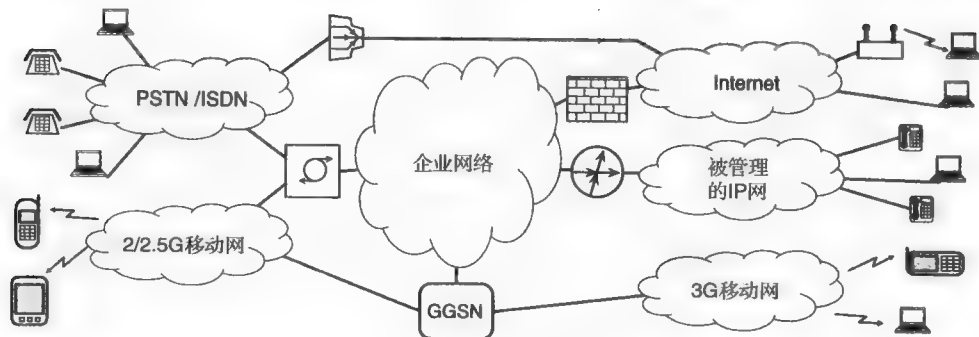 PSTN /ISDN
Internet
企业网络
被管理
的IP网
2/2.5G移动网
GGSN
3G移动网